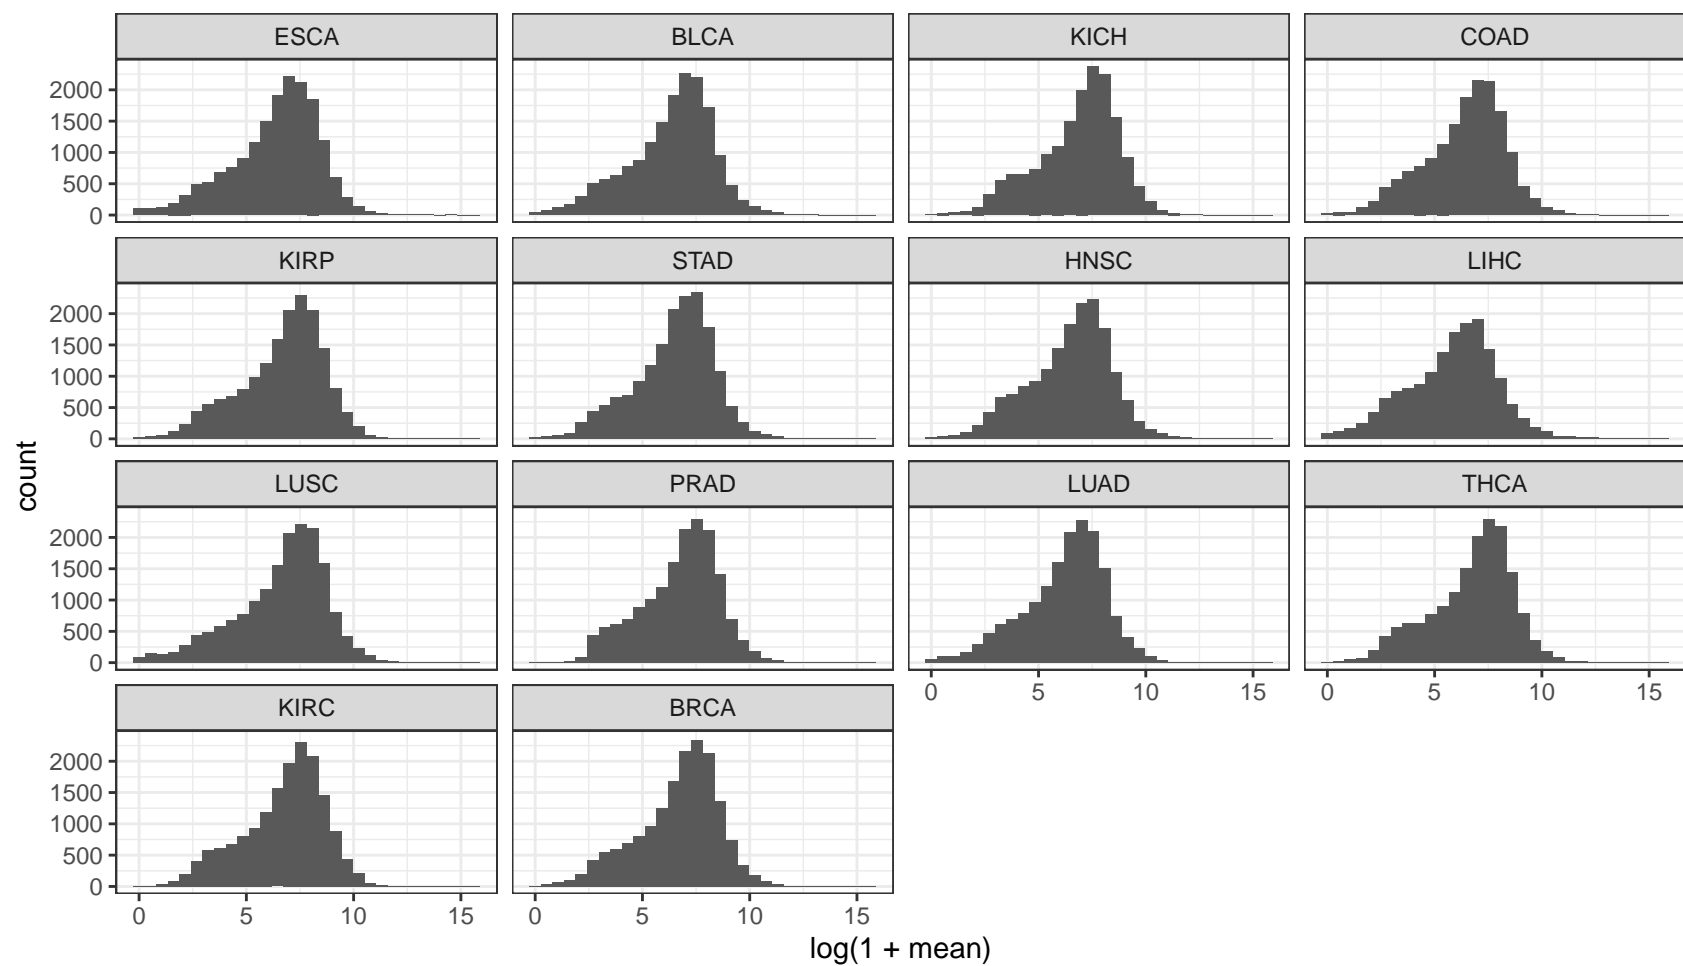 ESCA BLCA KICH COAD
2000
1500
1000
500
0
KIRP STAD HNSC LIHC
2000
1500
1000
500
0
LUSC PRAD LUAD THCA
2000
1500
1000
500
0
0 5 10 15 0 5 10 15
KIRC BRCA
2000
1500
1000
500
0
0 5 10 15 0 5 10 15
count
log(1 + mean)